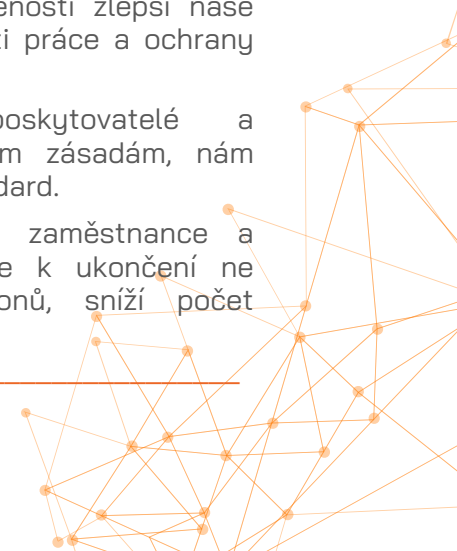 enosti zlepší naše
ti práce a ochrany
poskytovatelé a
m zásadám, nám
dard.
zaměstnance a
e k ukončení ne
onů, sníží počet